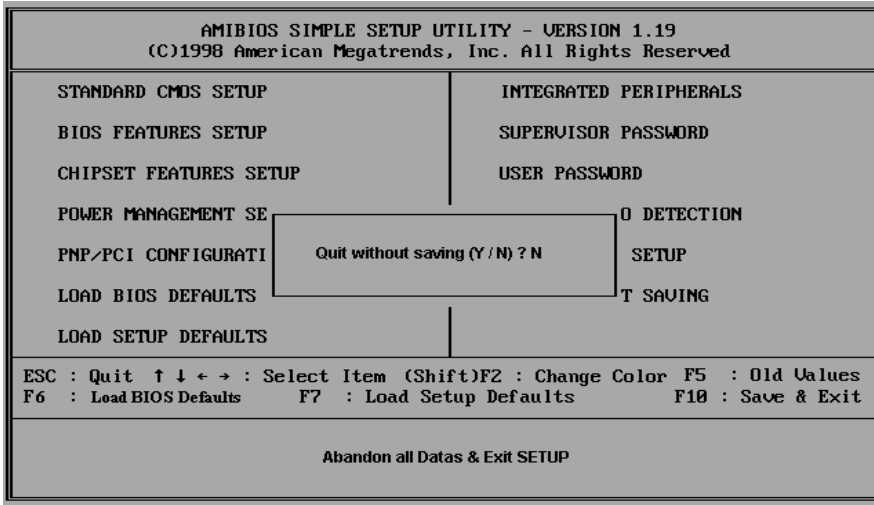 AMIBIOS SIMPLE SETUP UTILITY - VERSION 1.19
(C)1998 American Megatrends, Inc. All Rights Reserved
STANDARD CMOS SETUP
BIOS FEATURES SETUP
CHIPSET FEATURES SETUP
POWER MANAGEMENT SE
PNP/PCI CONFIGURATI
LOAD BIOS DEFAULTS
LOAD SETUP DEFAULTS
INTEGRATED PERIPHERALS
SUPERVISOR PASSWORD
USER PASSWORD
O DETECTION
SETUP
T SAVING
Quit without saving (Y / N) ? N
ESC : Quit ↑ ↓ ← → : Select Item (Shift)F2 : Change Color F5 : Old Values
F6 : Load BIOS Defaults F7 : Load Setup Defaults F10 : Save & Exit
Abandon all Datas & Exit SETUP